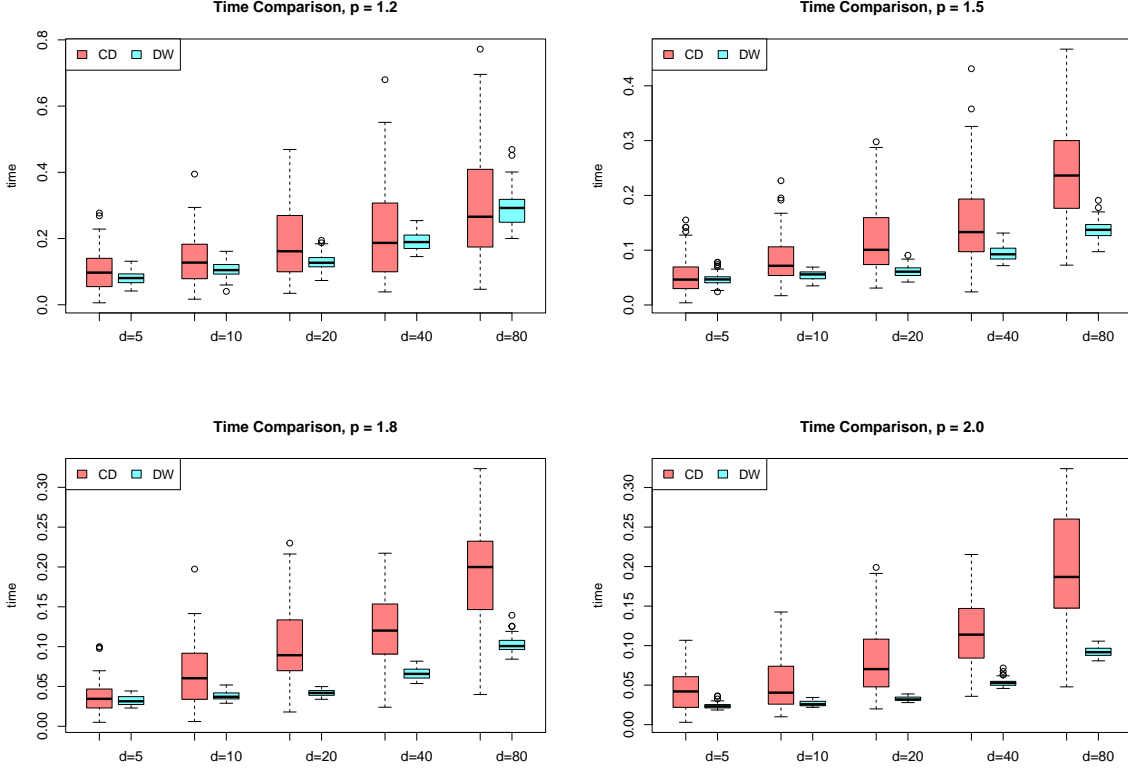 Time Comparison, p = 1.2
CD DW
time
0.0 0.2 0.4 0.6 0.8
d=5 d=10 d=20 d=40 d=80
Time Comparison, p = 1.5
CD DW
time
0.0 0.1 0.2 0.3 0.4
d=5 d=10 d=20 d=40 d=80
Time Comparison, p = 1.8
CD DW
time
0.00 0.05 0.10 0.15 0.20 0.25 0.30
d=5 d=10 d=20 d=40 d=80
Time Comparison, p = 2.0
CD DW
time
0.00 0.05 0.10 0.15 0.20 0.25 0.30
d=5 d=10 d=20 d=40 d=80